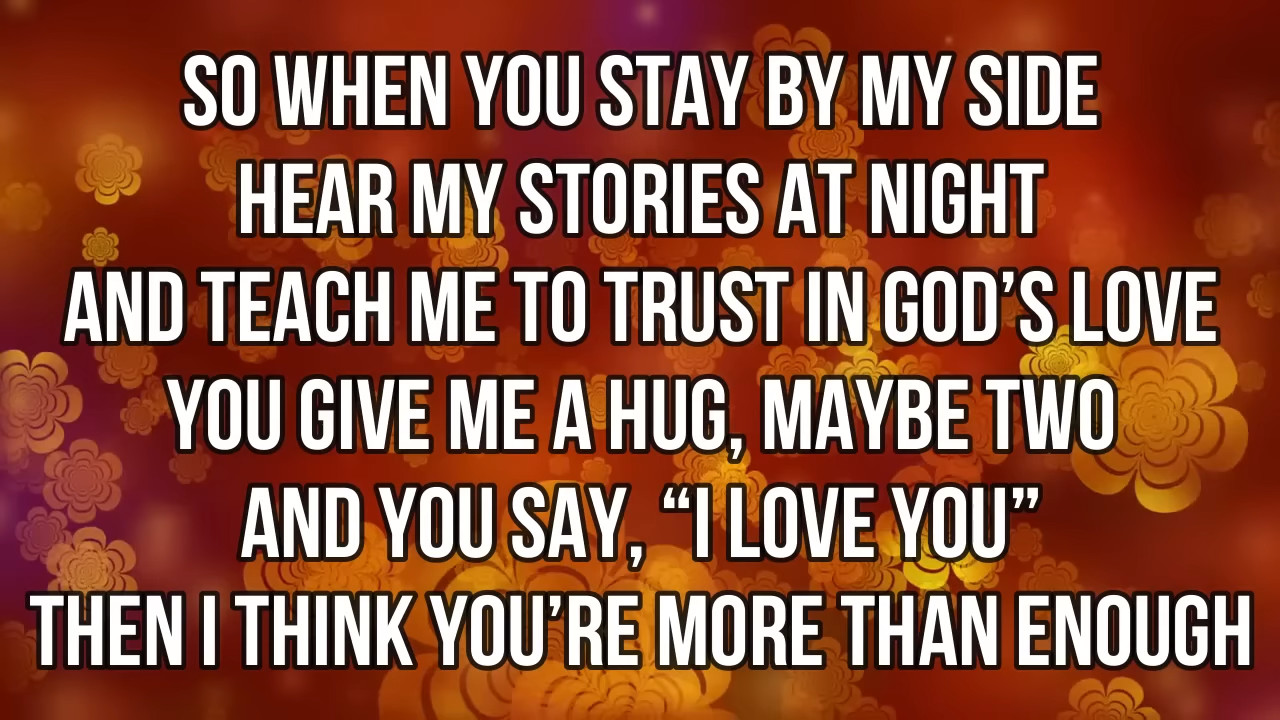 SO WHEN YOU STAY BY MY SIDE
HEAR MY STORIES AT NIGHT
AND TEACH ME TO TRUST IN GOD’S LOVE
YOU GIVE ME A HUG, MAYBE TWO
AND YOU SAY, “I LOVE YOU”
THEN I THINK YOU’RE MORE THAN ENOUGH